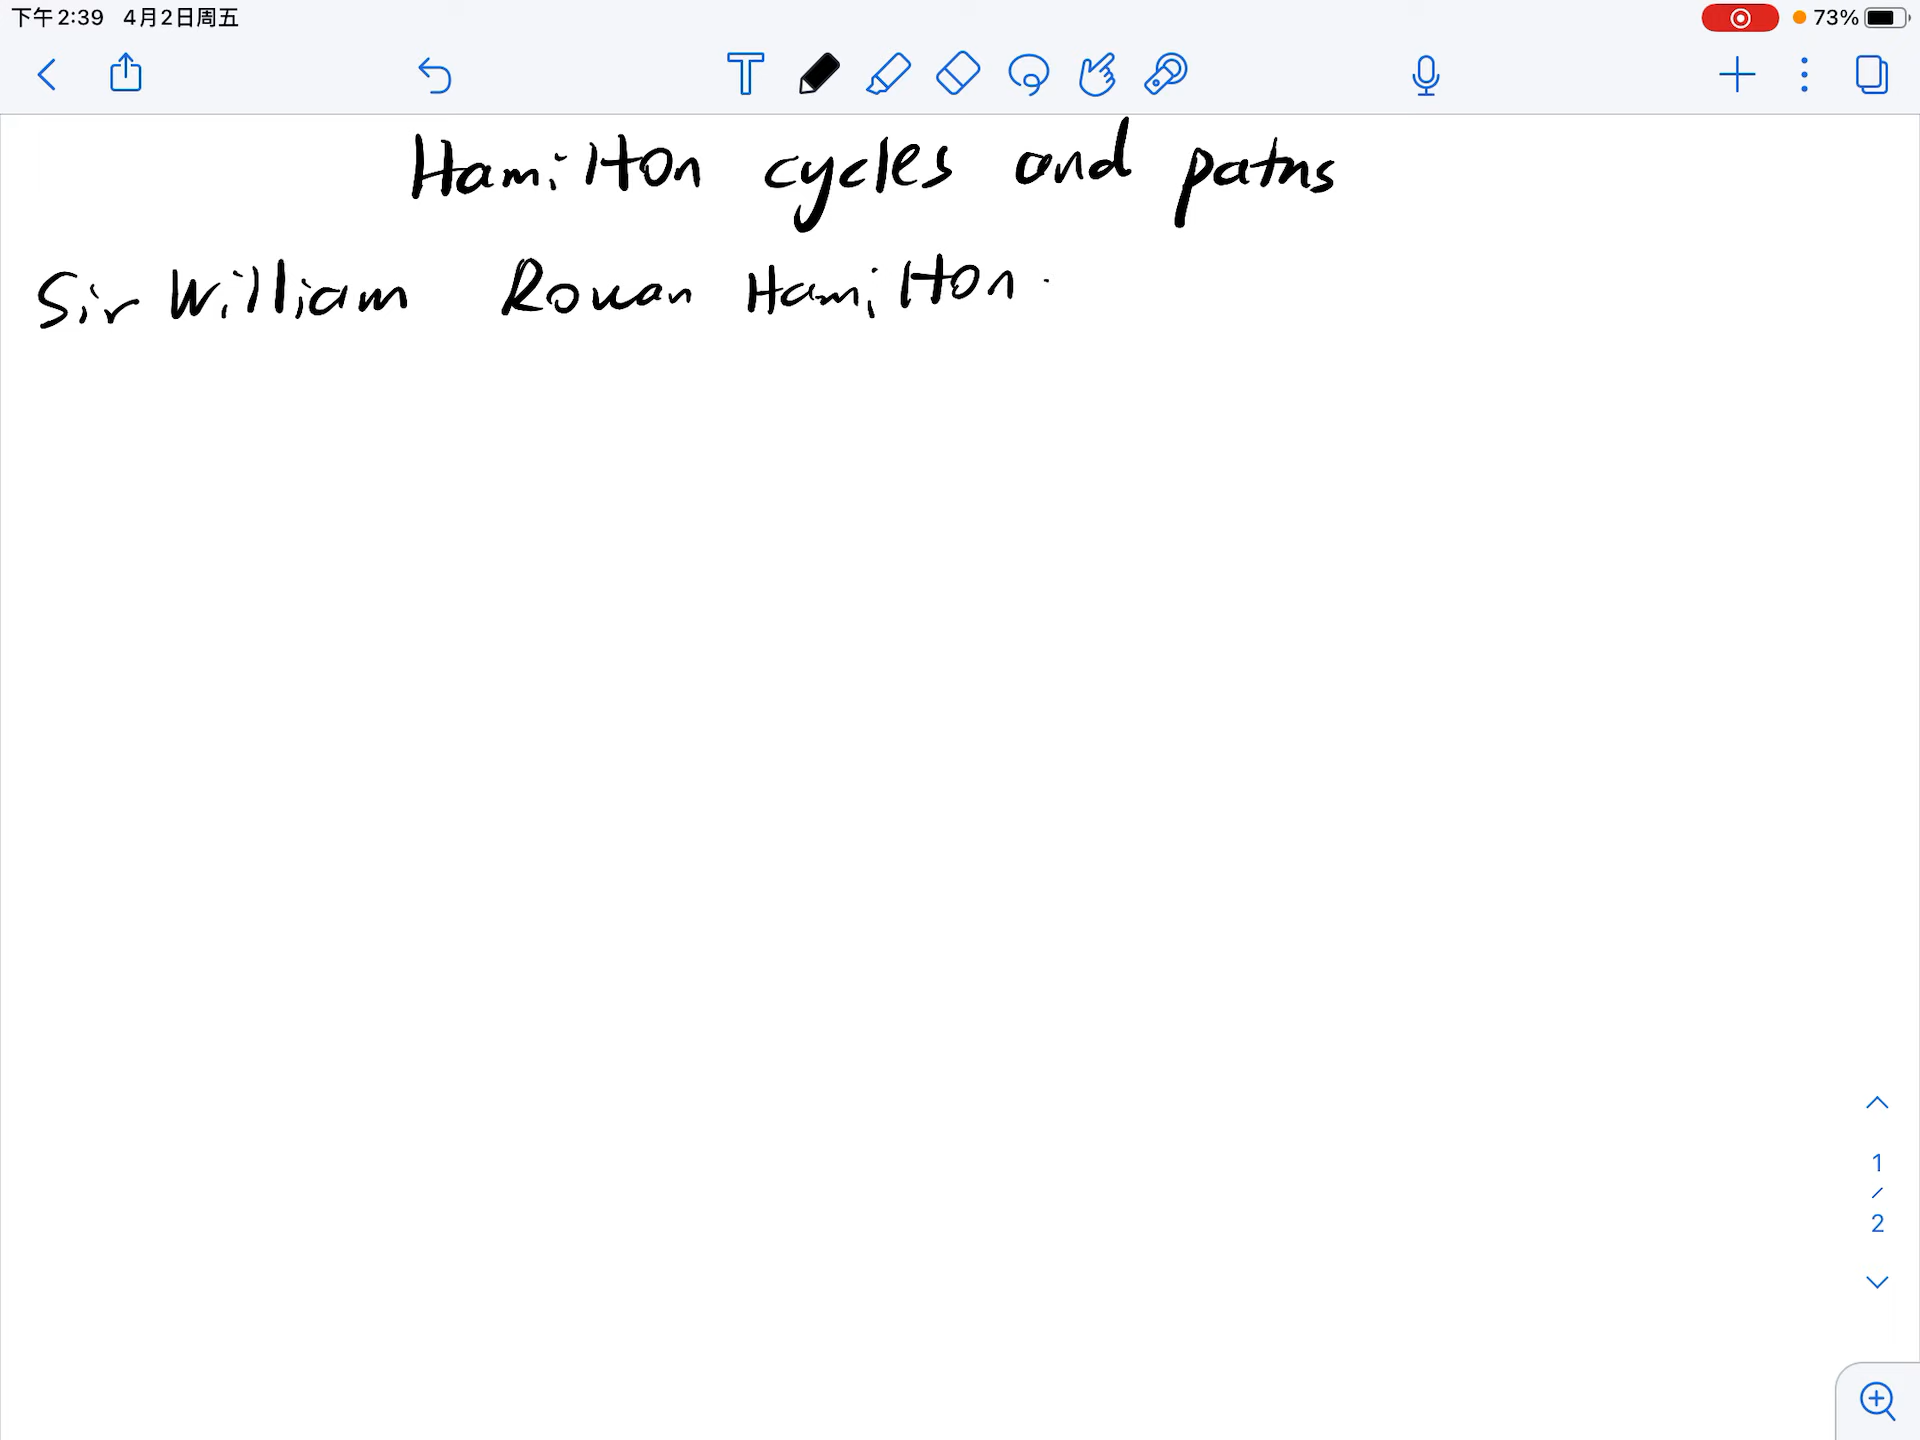 下午2:39 4月2日周五
73%
Hamilton cycles and paths
Sir William Rowan Hamilton.
1
/
2